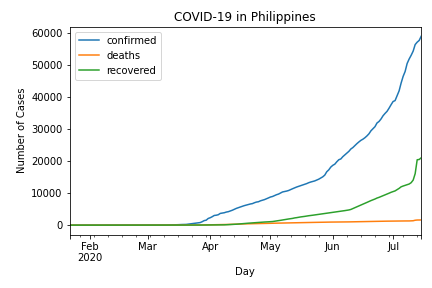 COVID-19 in Philippines
confirmed
deaths
recovered
Number of Cases
60000
50000
40000
30000
20000
10000
0
Feb
2020
Mar
Apr
May
Jun
Jul
Day